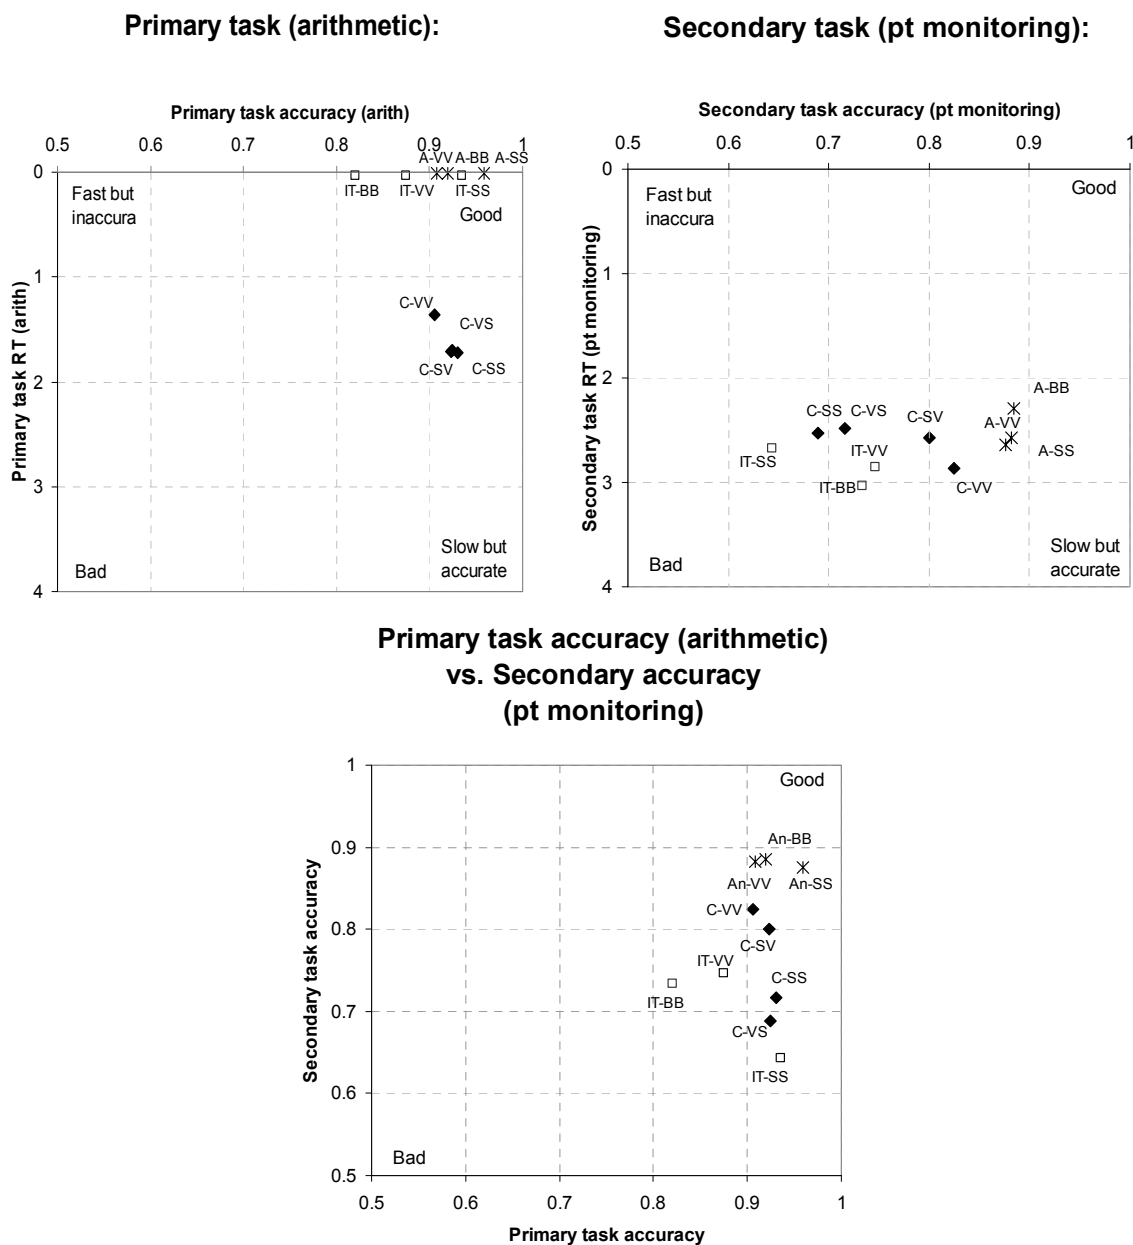 Primary task (arithmetic):
Primary task accuracy (arith)
0.5 0.6 0.7 0.8 0.9 1
0
1
2
3
4
Primary task RT (arith)
Fast but
inaccura
A-VV A-BB A-SS
IT-BB IT-VV IT-SS
Good
C-VV
C-VS
C-SV C-SS
Slow but
accurate
Bad
Secondary task (pt monitoring):
Secondary task accuracy (pt monitoring)
0.5 0.6 0.7 0.8 0.9 1
0
1
2
3
4
Secondary task RT (pt monitoring)
Fast but
inaccura
Good
A-BB
C-SS C-VS C-SV A-VV
IT-SS IT-VV A-SS
IT-BB C-VV
Slow but
accurate
Bad
Primary task accuracy (arithmetic)
vs. Secondary accuracy
(pt monitoring)
1
0.9
0.8
0.7
0.6
0.5
Secondary task accuracy
Good
An-BB
An-VV An-SS
C-VV
C-SV
IT-VV
C-SS
IT-BB
C-VS
IT-SS
Bad
0.5 0.6 0.7 0.8 0.9 1
Primary task accuracy